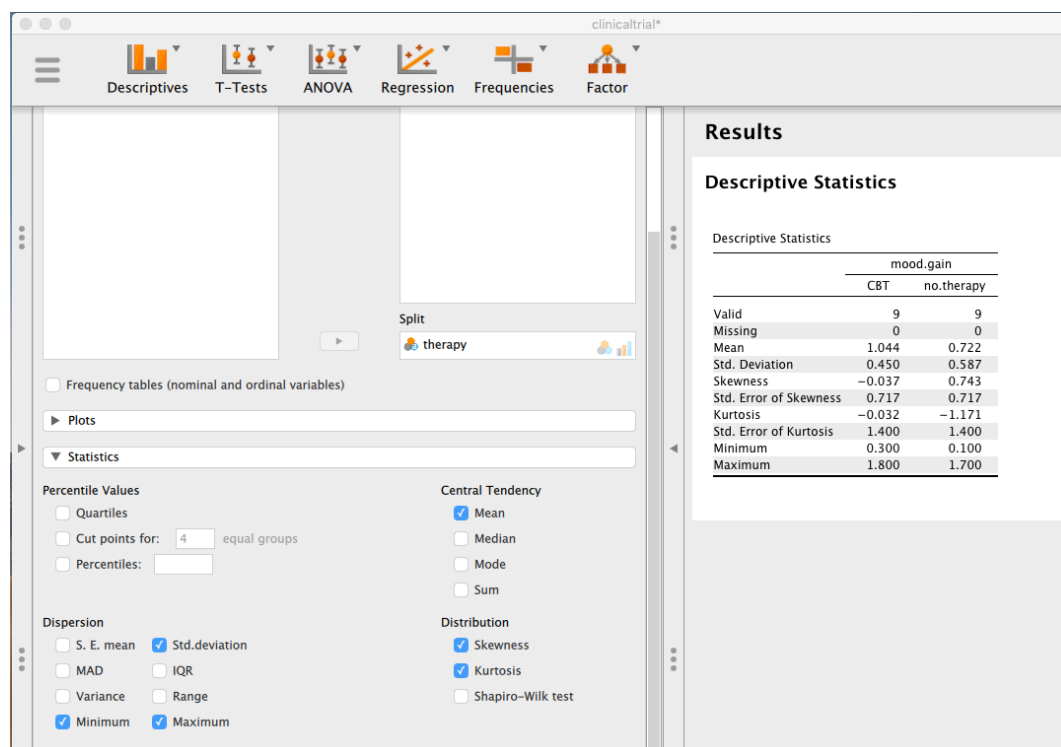 clinicaltrial*
Descriptives T-Tests ANOVA Regression Frequencies Factor
Split
therapy
Frequency tables (nominal and ordinal variables)
Plots
Statistics
Percentile Values
Quartiles
Cut points for: 4 equal groups
Percentiles:
Central Tendency
Mean
Median
Mode
Sum
Dispersion
S. E. mean Std.deviation
MAD IQR
Variance Range
Minimum Maximum
Distribution
Skewness
Kurtosis
Shapiro-Wilk test
Results
Descriptive Statistics
Descriptive Statistics
mood.gain
CBT no.therapy
Valid 9 9
Missing 0 0
Mean 1.044 0.722
Std. Deviation 0.450 0.587
Skewness −0.037 0.743
Std. Error of Skewness 0.717 0.717
Kurtosis −0.032 −1.171
Std. Error of Kurtosis 1.400 1.400
Minimum 0.300 0.100
Maximum 1.800 1.700